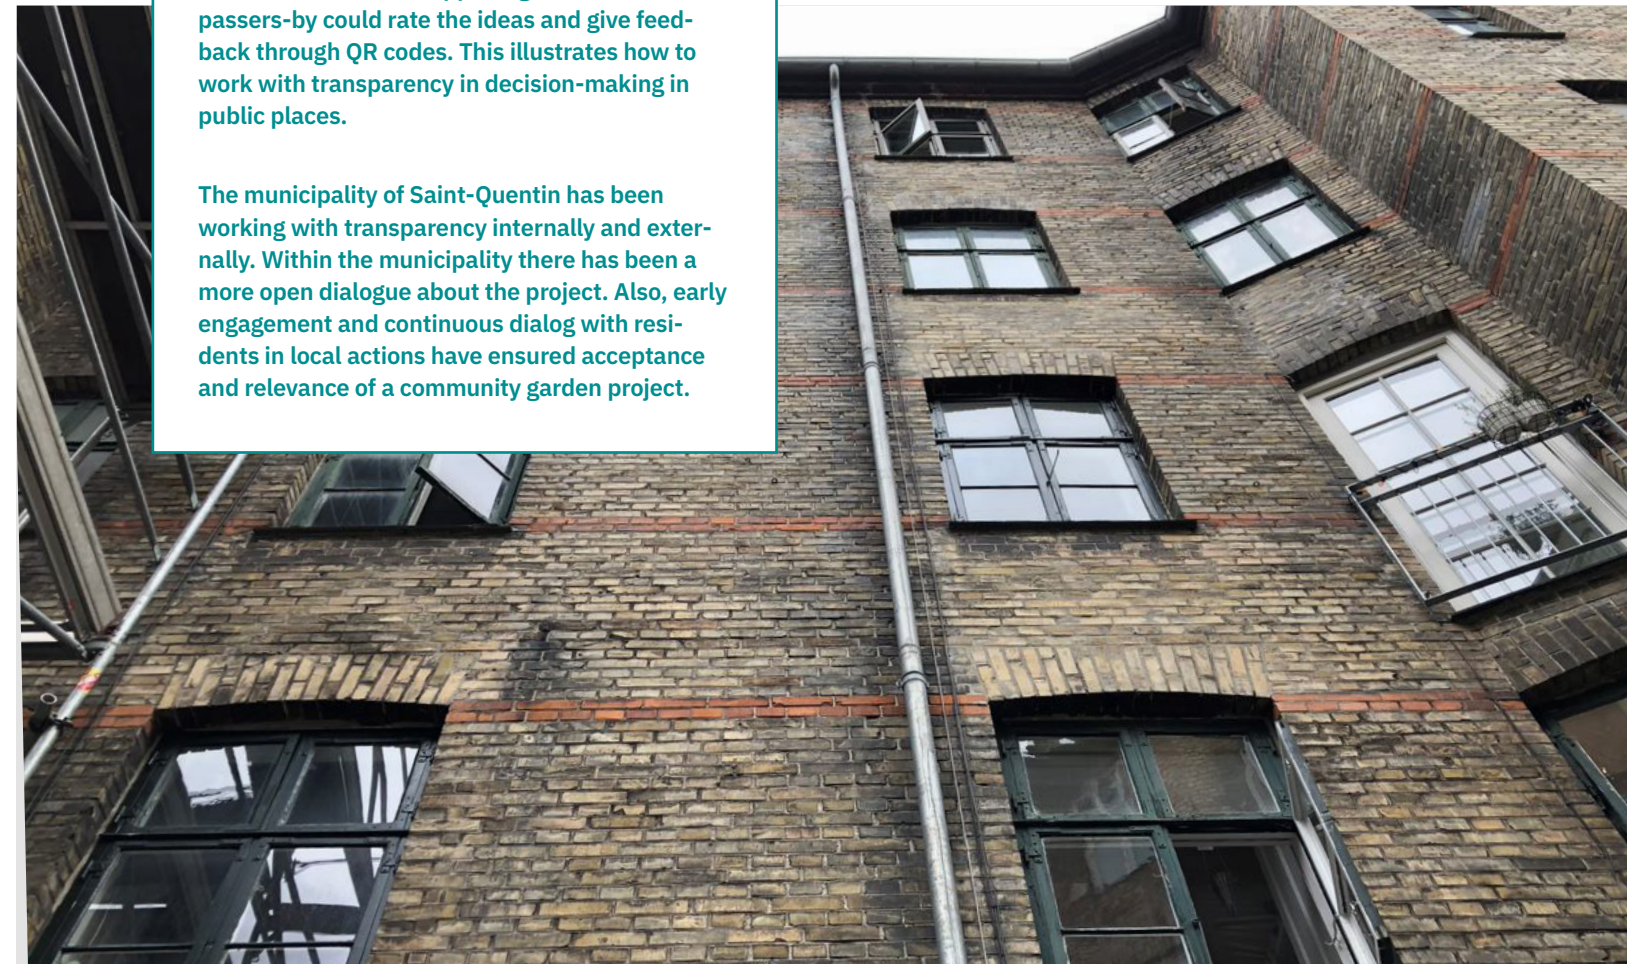 passers-by could rate the ideas and give feed-
back through QR codes. This illustrates how to
work with transparency in decision-making in
public places.
The municipality of Saint-Quentin has been
working with transparency internally and exter-
nally. Within the municipality there has been a
more open dialogue about the project. Also, early
engagement and continuous dialog with resi-
dents in local actions have ensured acceptance
and relevance of a community garden project.